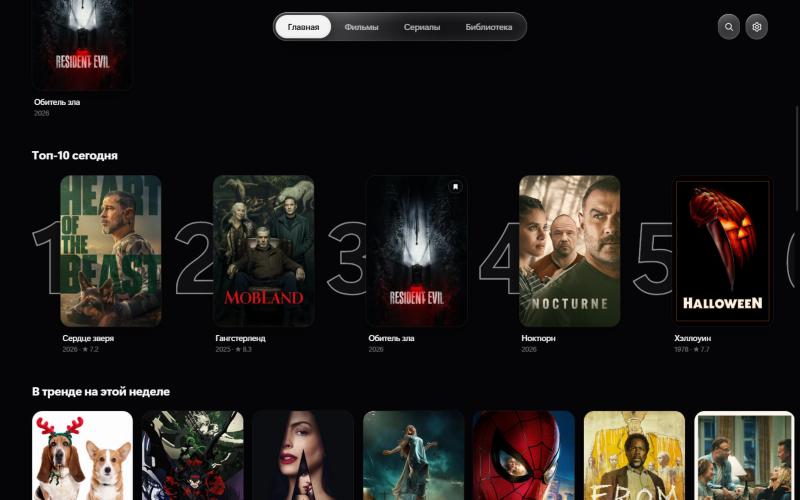 Главная
Фильмы
Сериалы
Библиотека
RESIDENT EVIL
Обитель зла
2026
Топ-10 сегодня
1
HEART
OF
THE
BEAST
2
MOBLAND
3
RESIDENT EVIL
4
NOCTURNE
5
HALLOWEEN
Сердце зверя
2026 · ★ 7.2
Гангстерленд
2025 · ★ 8.3
Обитель зла
2026
Ноктюрн
2026
Хэллоуин
1978 · ★ 7.7
В тренде на этой неделе
FROM